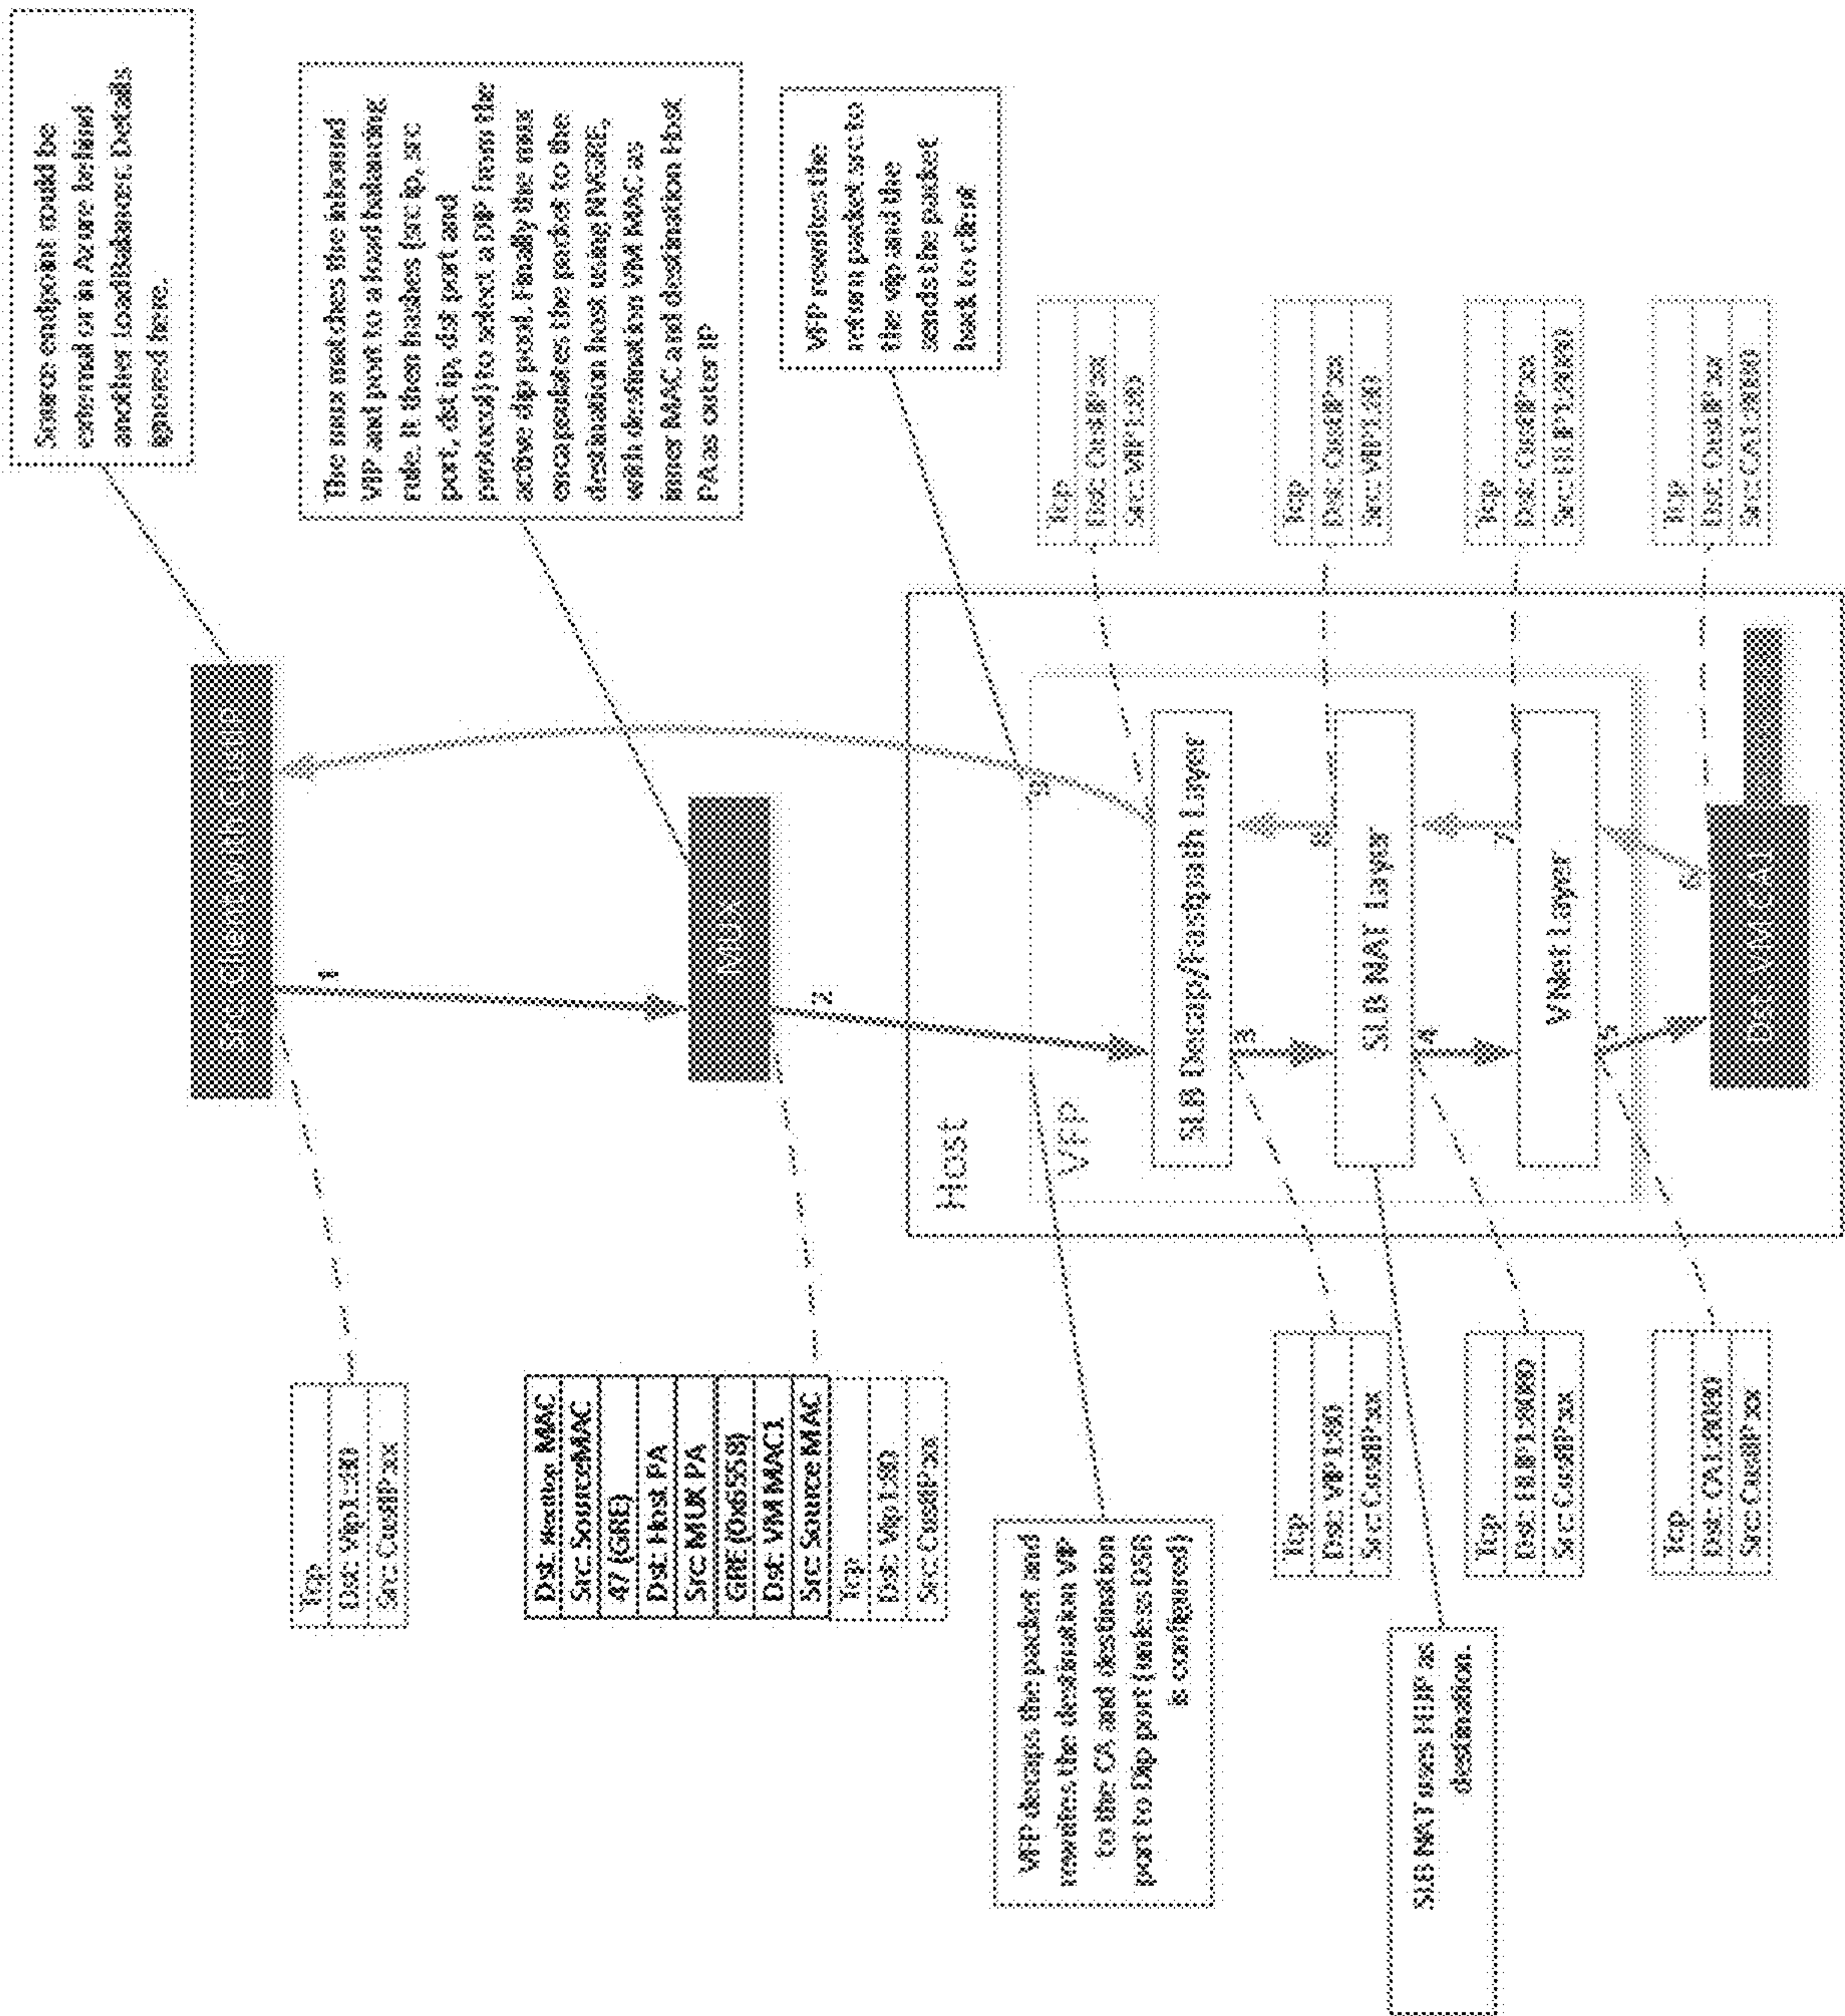 Source endpoint could be
external or in Azure behind
another LoadBalancer. Details
ignored here.
The mux matches the inbound
VIP and port to a load balancing
rule. It then hashes (src ip, src
port, dst ip, dst port and
protocol) to select a DIP from the
active dip pool. Finally the mux
encapsulates the packet to the
destination host using NVGRE,
with destination VM MAC as
inner MAC and destination Host
PA as outer IP
VFP rewrites the
return packet src to
the vip and the
sends the packet
back to client
MUX
1
2
Tcp
Dst: Vip1:80
Src: CustIP:xx
Dst: Nexthop MAC
Src: SourceMAC
47 (GRE)
Dst: Host PA
Src: MUX PA
GRE (0x6558)
Dst: VM MAC1
Src: Source MAC
Tcp
Dst: Vip1:80
Src: CustIP:xx
VFP decaps the packet and
rewrites the destination VIP
to the CA and destination
port to Dip port (unless DSR
is configured)
SLB NAT uses HDIP as
destination.
Host
VFP
SLB Decap/Fastpath Layer
3
SLB NAT Layer
4
VNet Layer
5
6
7
8
9
Tcp
Dst: VIP1:80
Src: CustIP:xx
Tcp
Dst:
Src: CustIP:xx
Tcp
Dst: CA1:8080
Src: CustIP:xx
Tcp
Dst: CustIP:xx
Src: VIP1:80
Tcp
Dst: CustIP:xx
Src: VIP1:80
Tcp
Dst: CustIP:xx
Src:
Tcp
Dst: CustIP:xx
Src: CA1:8080